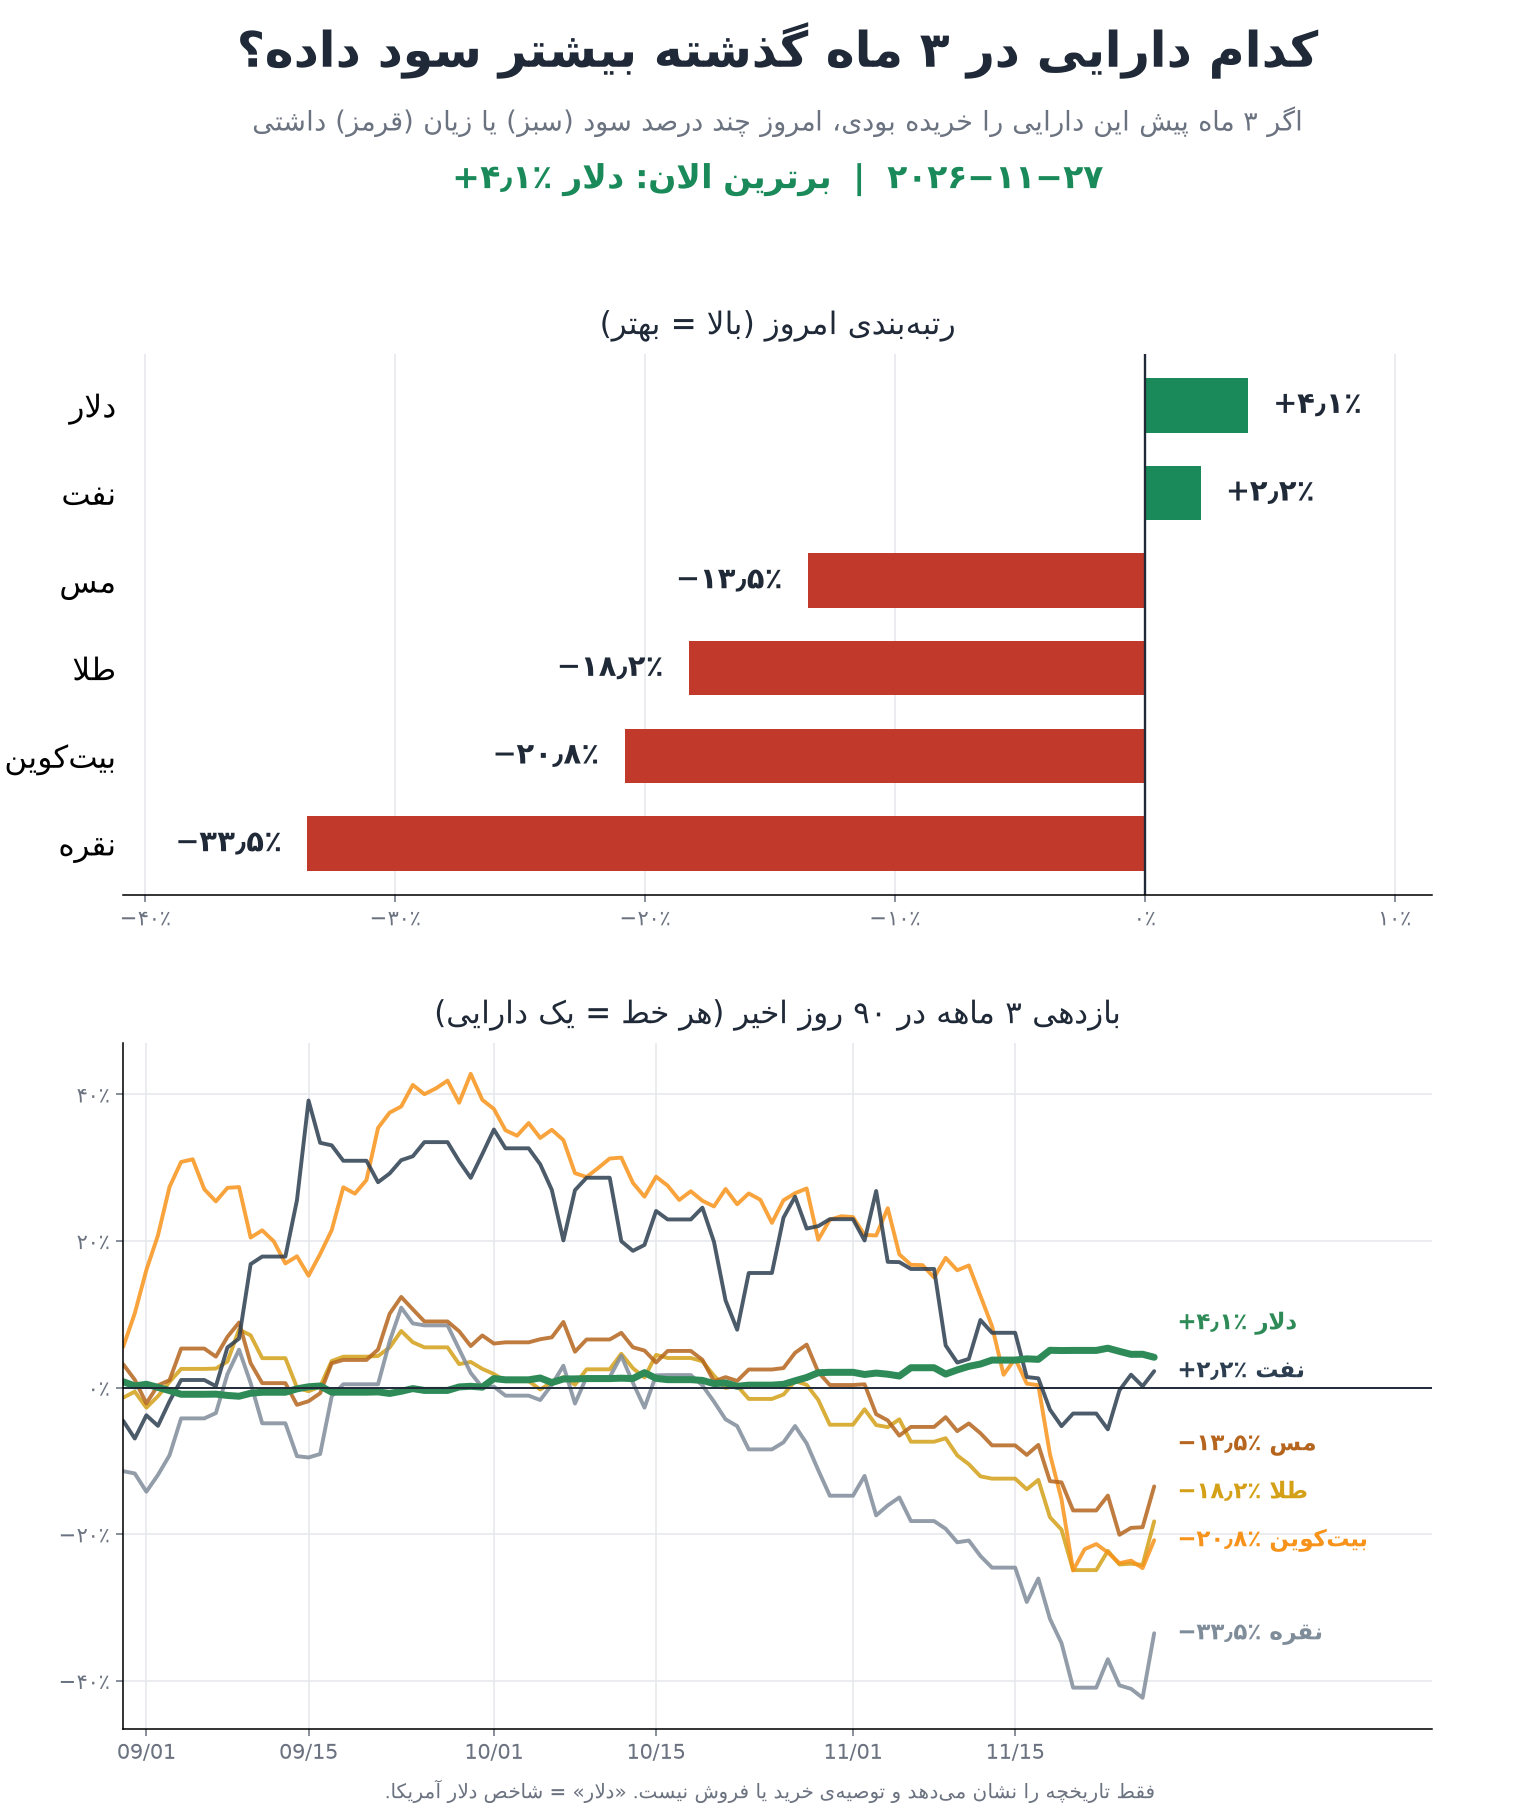 کدام دارایی در ۳ ماه گذشته بیشتر سود داده؟
اگر ۳ ماه پیش این دارایی را خریده بودی، امروز چند درصد سود (سبز) یا زیان (قرمز) داشتی
۲۰۲۶−۱۱−۲۷ | برترین الان: دلار +۴٫۱٪
رتبه‌بندی امروز (بالا = بهتر)
دلار +۴٫۱٪
نفت +۲٫۲٪
مس −۱۳٫۵٪
طلا −۱۸٫۲٪
بیت‌کوین −۲۰٫۸٪
نقره −۳۳٫۵٪
−۴۰٪ −۳۰٪ −۲۰٪ −۱۰٪ ۰٪ ۱۰٪
بازدهی ۳ ماهه در ۹۰ روز اخیر (هر خط = یک دارایی)
۴۰٪
۲۰٪
۰٪
−۲۰٪
−۴۰٪
دلار +۴٫۱٪
نفت +۲٫۲٪
مس −۱۳٫۵٪
طلا −۱۸٫۲٪
بیت‌کوین −۲۰٫۸٪
نقره −۳۳٫۵٪
09/01 09/15 10/01 10/15 11/01 11/15
فقط تاریخچه را نشان می‌دهد و توصیه‌ی خرید یا فروش نیست. «دلار» = شاخص دلار آمریکا.